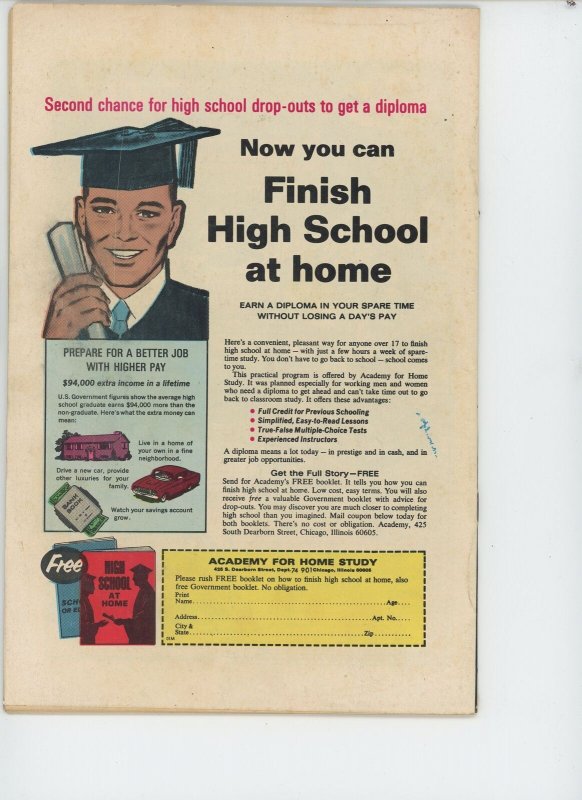 Second chance for high school drop-outs to get a diploma
Now you can
Finish
High School
at home
EARN A DIPLOMA IN YOUR SPARE TIME
WITHOUT LOSING A DAY'S PAY
PREPARE FOR A BETTER JOB
WITH HIGHER PAY
$94,000 extra income in a lifetime
U.S. Government figures show the average high
school graduate earns $94,000 more than the
non-graduate. Here's what the extra money can
mean:
Live in a home of
your own in a fine
neighborhood.
Drive a new car, provide
other luxuries for your
family.
BANK
BOOK
Watch your savings account
grow.
Here's a convenient, pleasant way for anyone over 17 to finish
high school at home — with just a few hours a week of spare-
time study. You don't have to go back to school — school comes
to you.
This practical program is offered by Academy for Home
Study. It was planned especially for working men and women
who need a diploma to get ahead and can't take time out to go
back to classroom study. It offers these advantages:
• Full Credit for Previous Schooling
• Simplified, Easy-to-Read Lessons
• True-False Multiple-Choice Tests
• Experienced Instructors
A diploma means a lot today — in prestige and in cash, and in
greater job opportunities.
Get the Full Story—FREE
Send for Academy's FREE booklet. It tells you how you can
finish high school at home. Low cost, easy terms. You will also
receive free a valuable Government booklet with advice for
drop-outs. You may discover you are much closer to completing
high school than you imagined. Mail coupon below today for
both booklets. There's no cost or obligation. Academy, 425
South Dearborn Street, Chicago, Illinois 60605.
Free
HIGH
SCHOOL
AT
HOME
ACADEMY FOR HOME STUDY
425 S. Dearborn Street, Dept. 74 901 Chicago, Illinois 60605
Please rush FREE booklet on how to finish high school at home, also
free Government booklet. No obligation.
Print
Name Age
Address Apt. No.
City &
State Zip